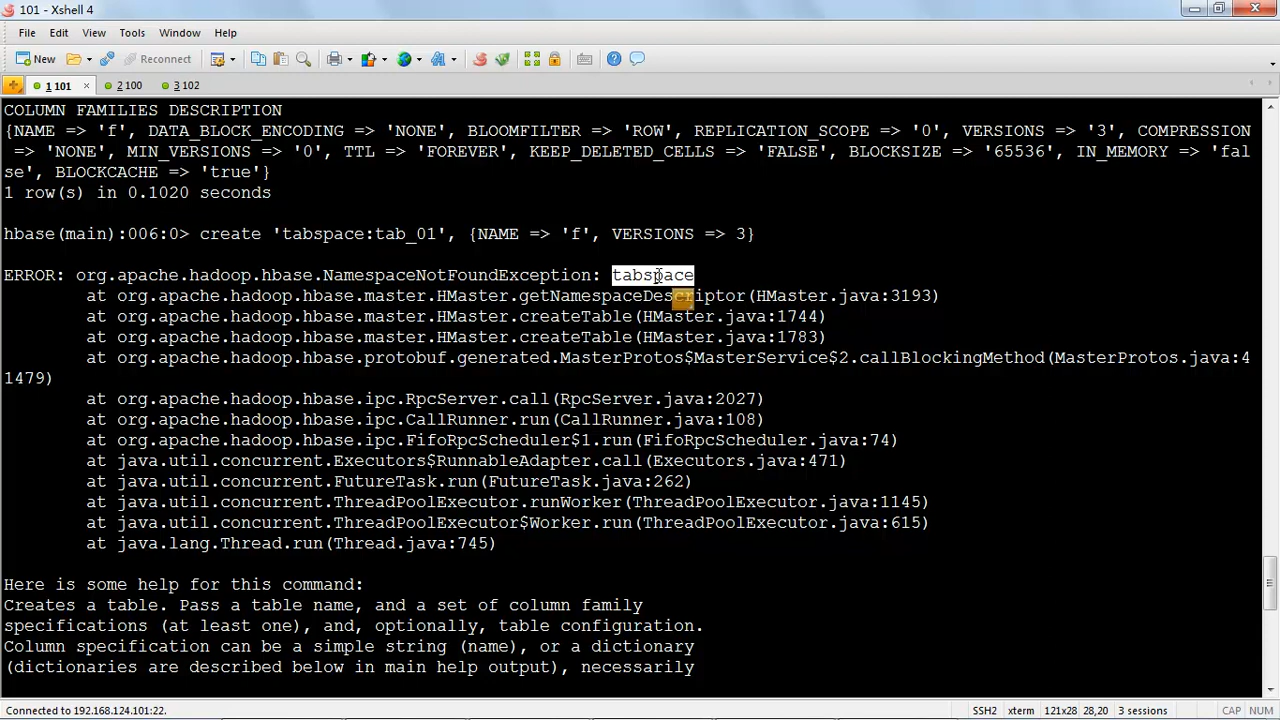 101 - Xshell 4
File Edit View Tools Window Help
New Reconnect
1 101 2 100 3 102
COLUMN FAMILIES DESCRIPTION
{NAME => 'f', DATA_BLOCK_ENCODING => 'NONE', BLOOMFILTER => 'ROW', REPLICATION_SCOPE => '0', VERSIONS => '3', COMPRESSION
=> 'NONE', MIN_VERSIONS => '0', TTL => 'FOREVER', KEEP_DELETED_CELLS => 'FALSE', BLOCKSIZE => '65536', IN_MEMORY => 'fal
se', BLOCKCACHE => 'true'}
1 row(s) in 0.1020 seconds
hbase(main):006:0> create 'tabspace:tab_01', {NAME => 'f', VERSIONS => 3}
ERROR: org.apache.hadoop.hbase.NamespaceNotFoundException: tabspace
at org.apache.hadoop.hbase.master.HMaster.getNamespaceDescriptor(HMaster.java:3193)
at org.apache.hadoop.hbase.master.HMaster.createTable(HMaster.java:1744)
at org.apache.hadoop.hbase.master.HMaster.createTable(HMaster.java:1783)
at org.apache.hadoop.hbase.protobuf.generated.MasterProtos$MasterService$2.callBlockingMethod(MasterProtos.java:4
1479)
at org.apache.hadoop.hbase.ipc.RpcServer.call(RpcServer.java:2027)
at org.apache.hadoop.hbase.ipc.CallRunner.run(CallRunner.java:108)
at org.apache.hadoop.hbase.ipc.FifoRpcScheduler$1.run(FifoRpcScheduler.java:74)
at java.util.concurrent.Executors$RunnableAdapter.call(Executors.java:471)
at java.util.concurrent.FutureTask.run(FutureTask.java:262)
at java.util.concurrent.ThreadPoolExecutor.runWorker(ThreadPoolExecutor.java:1145)
at java.util.concurrent.ThreadPoolExecutor$Worker.run(ThreadPoolExecutor.java:615)
at java.lang.Thread.run(Thread.java:745)
Here is some help for this command:
Creates a table. Pass a table name, and a set of column family
specifications (at least one), and, optionally, table configuration.
Column specification can be a simple string (name), or a dictionary
(dictionaries are described below in main help output), necessarily
Connected to 192.168.124.101:22. SSH2 xterm 121x28 28,20 3 sessions CAP NUM